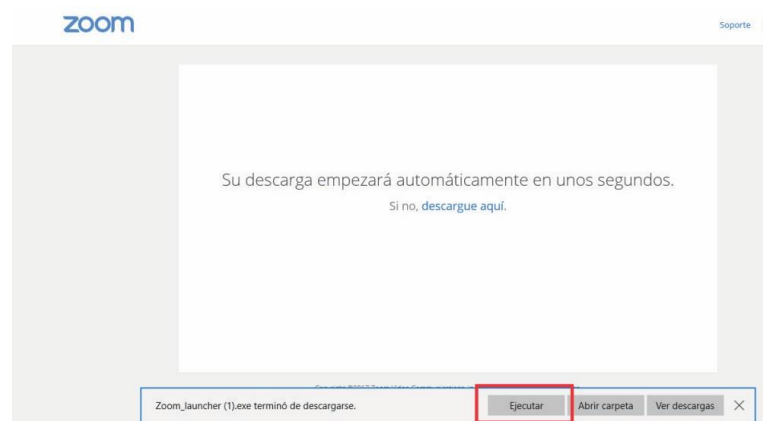 zoom
Soporte
Su descarga empezará automáticamente en unos segundos.
Si no, descargue aquí.
Zoom_launcher (1).exe terminó de descargarse.
Ejecutar
Abrir carpeta
Ver descargas